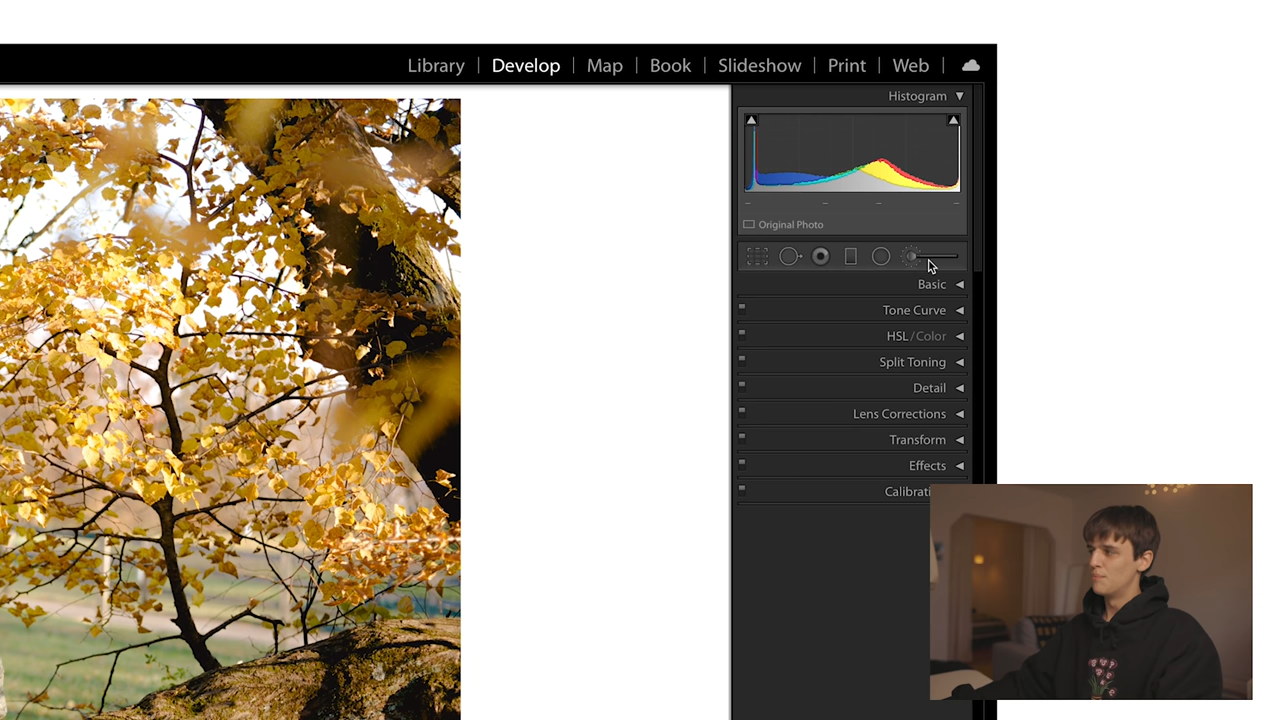 Library | Develop | Map | Book | Slideshow | Print | Web |
Histogram
Original Photo
Basic
Tone Curve
HSL / Color
Split Toning
Detail
Lens Corrections
Transform
Effects